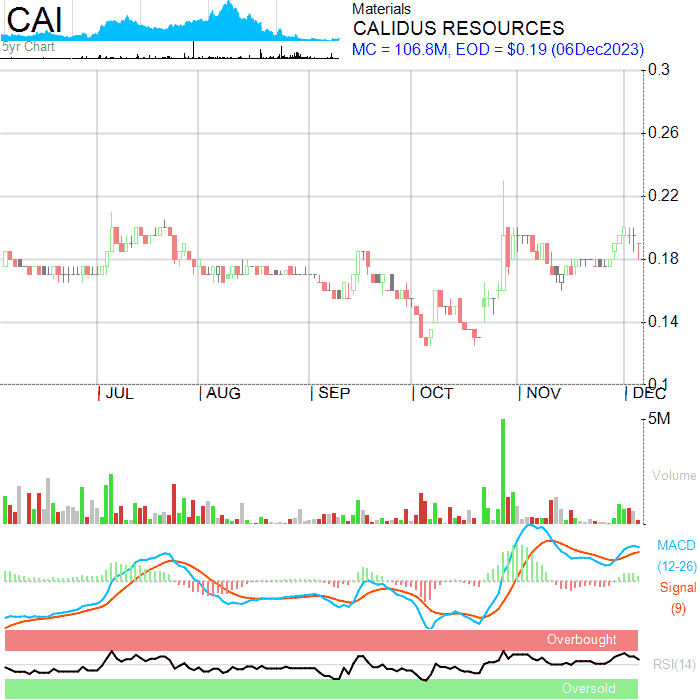 CAI
5yr Chart
Materials
CALIDUS RESOURCES
MC = 106.8M, EOD = $0.19 (06Dec2023)
0.3
0.26
0.22
0.18
0.14
0.1
JUL
AUG
SEP
OCT
NOV
DEC
5M
Volume
MACD
(12-26)
Signal
(9)
Overbought
RSI(14)
Oversold